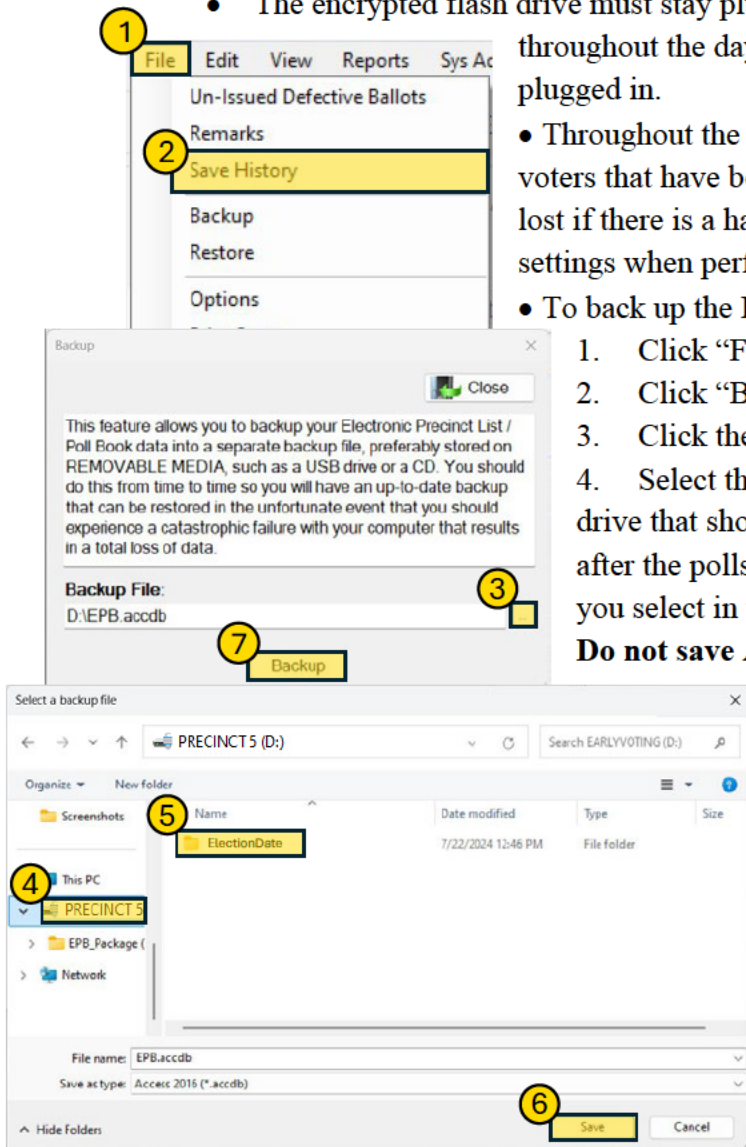 • The encrypted flash drive must stay
throughout the
plugged in.
• Throughout the
voters that have
lost if there is a
settings when
• To back up the
1. Click
2. Click
3. Click
4. Select
drive that
after the polls
you select in
Do not save
1
File Edit View Reports Sys
Un-Issued Defective Ballots
Remarks
2
Save History
Backup
Restore
Options
Backup
Close
This feature allows you to backup your Electronic Precinct List /
Poll Book data into a separate backup file, preferably stored on
REMOVABLE MEDIA, such as a USB drive or a CD. You should
do this from time to time so you will have an up-to-date backup
that can be restored in the unfortunate event that you should
experience a catastrophic failure with your computer that results
in a total loss of data.
Backup File:
3
D:\EPB.accdb
...
7
Backup
Select a backup file
PRECINCT 5 (D:)
Search EARLYVOTING (D:)
Organize New folder
Screenshots
5
Name Date modified Type Size
ElectionDate 7/22/2024 12:46 PM File folder
4
This PC
PRECINCT 5
EPB_Package (
Network
File name: EPB.accdb
Save as type: Access 2016 (*.accdb)
6
Hide Folders
Save Cancel